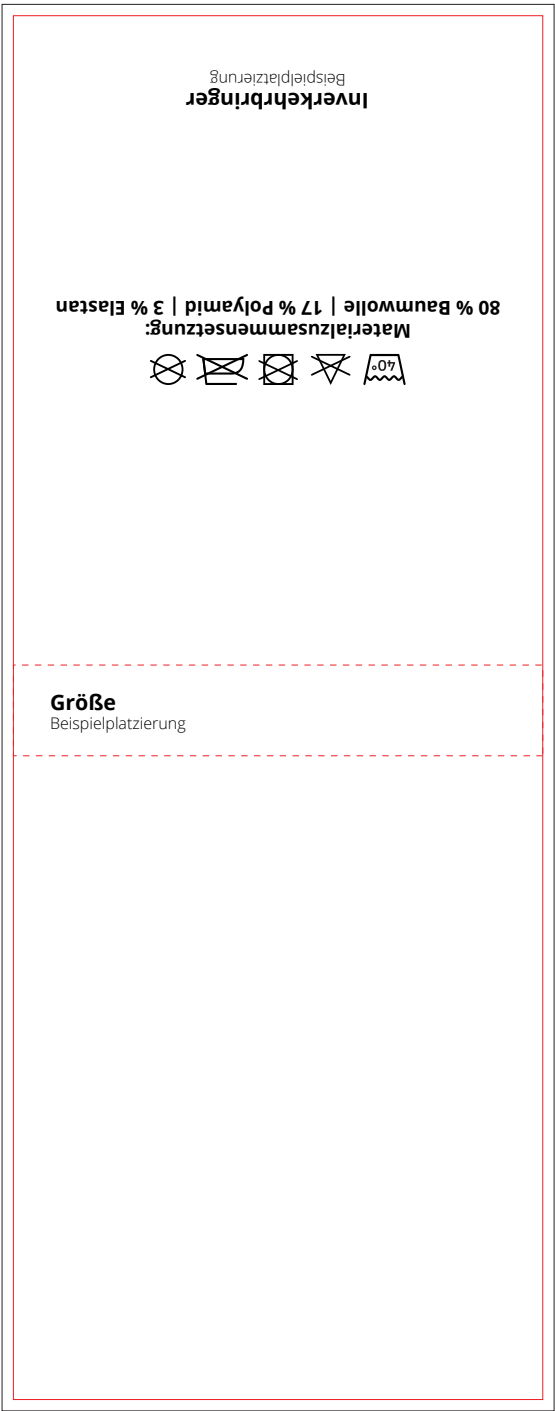 40°
Materialzusammensetzung:
80 % Baumwolle | 17 % Polyamid | 3 % Elastan
Inverkehrbringer
Beispielplatzierung
Größe
Beispielplatzierung